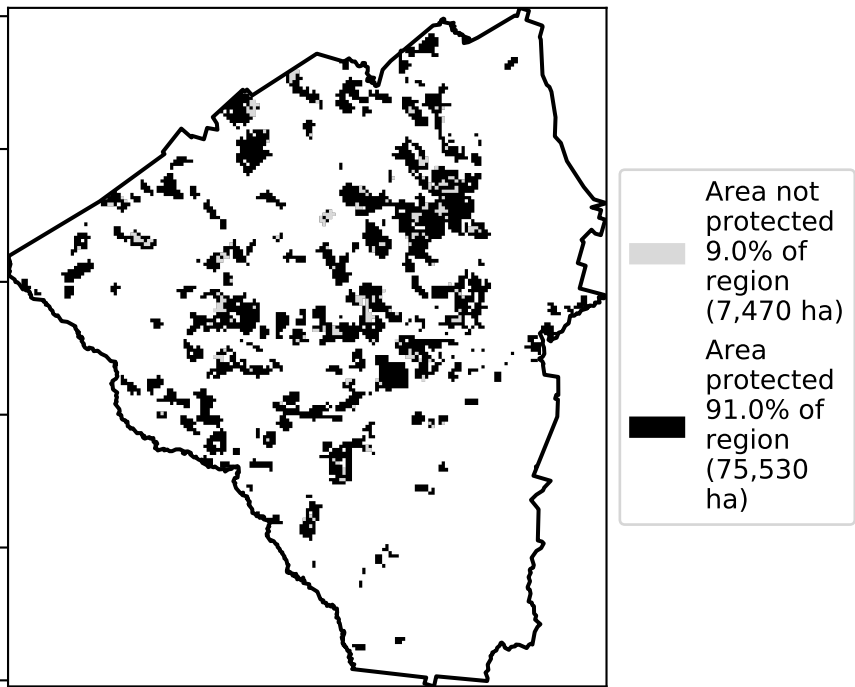 Area not
protected
9.0% of
region
(7,470 ha)
Area
protected
91.0% of
region
(75,530
ha)